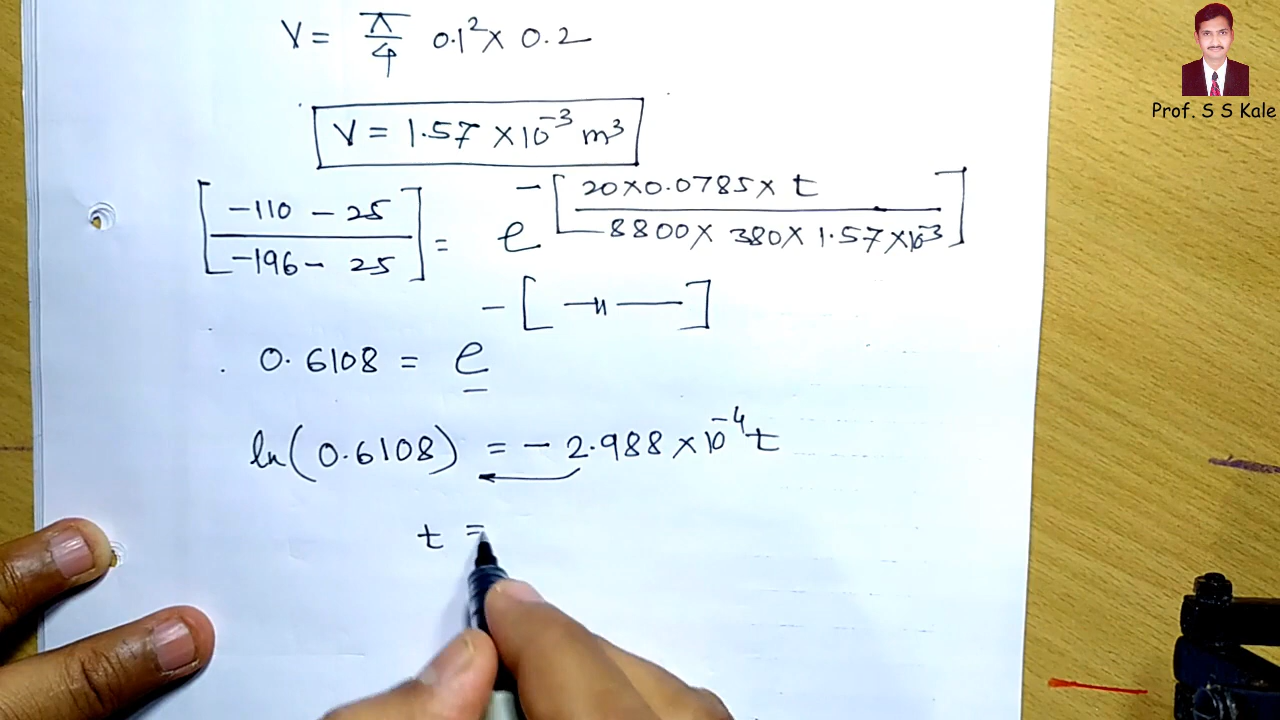 V = π/4 0.1² × 0.2
Prof. S S Kale
V = 1.57 × 10⁻³ m³
[(-110 - 25)/(-196 - 25)] = e^-[(20×0.0785× t)/(8800× 380× 1.57×10⁻³)]
0.6108 = e^-[—〃—]
ln(0.6108) = - 2.988 × 10⁻⁴ t
t =